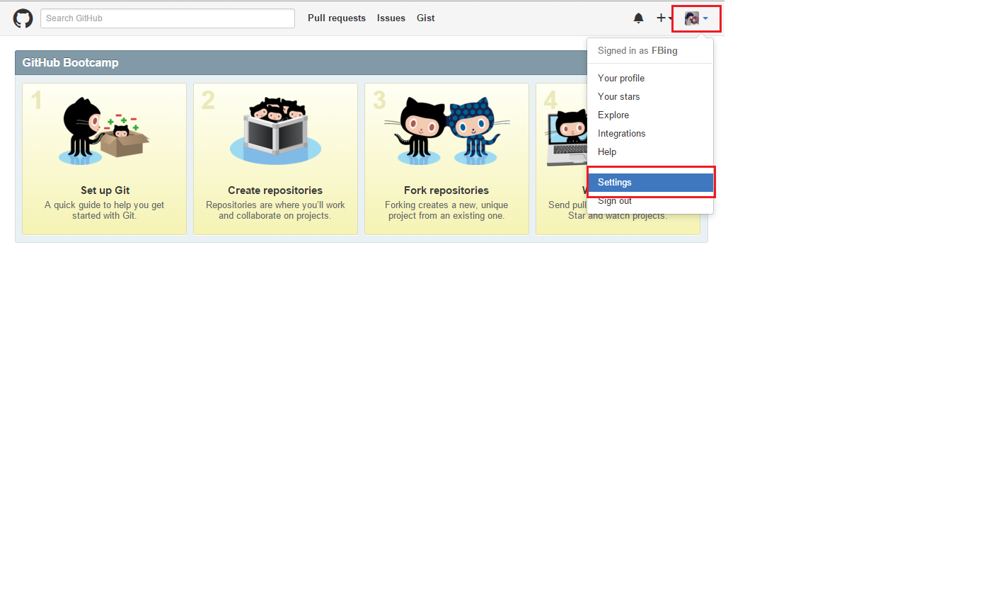 Search GitHub
Pull requests Issues Gist
Signed in as FBing
Your profile
Your stars
Explore
Integrations
Help
Settings
Sign out
GitHub Bootcamp
1
Set up Git
A quick guide to help you get
started with Git.
2
Create repositories
Repositories are where you’ll work
and collaborate on projects.
3
Fork repositories
Forking creates a new, unique
project from an existing one.
4
Send pull
Star and watch projects.